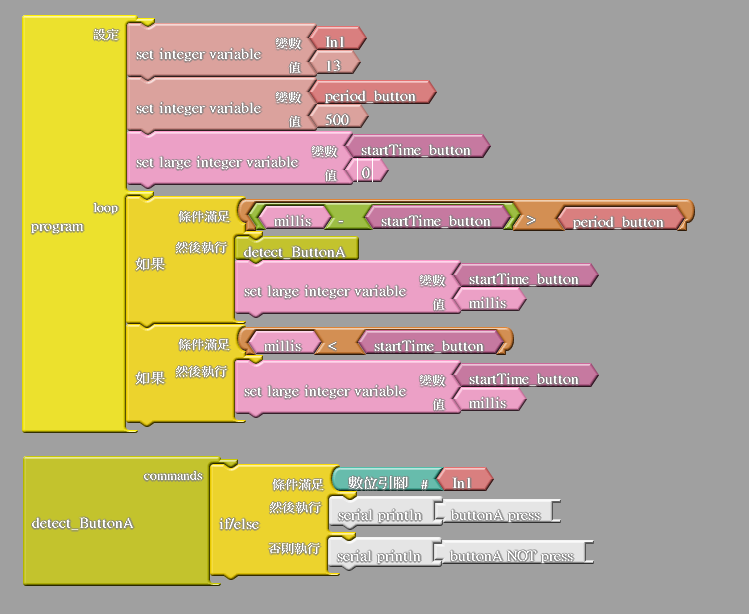 設定
set integer variable 變數 In1
值 13
set integer variable 變數 period_button
值 500
set large integer variable 變數 startTime_button
值 0
program
loop
如果
條件滿足 millis - startTime_button > period_button
然後執行 detect_ButtonA
set large integer variable 變數 startTime_button
值 millis
如果
條件滿足 millis < startTime_button
然後執行
set large integer variable 變數 startTime_button
值 millis
detect_ButtonA
commands
if/else
條件滿足 數位引腳 # In1
然後執行 serial println buttonA press
否則執行 serial println buttonA NOT press